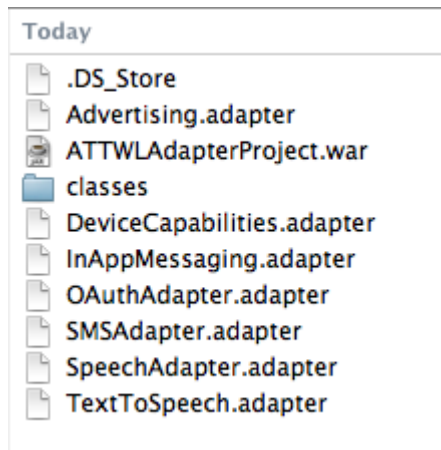 Today
.DS_Store
Advertising.adapter
ATTWLAdapterProject.war
classes
DeviceCapabilities.adapter
InAppMessaging.adapter
OAuthAdapter.adapter
SMSAdapter.adapter
SpeechAdapter.adapter
TextToSpeech.adapter